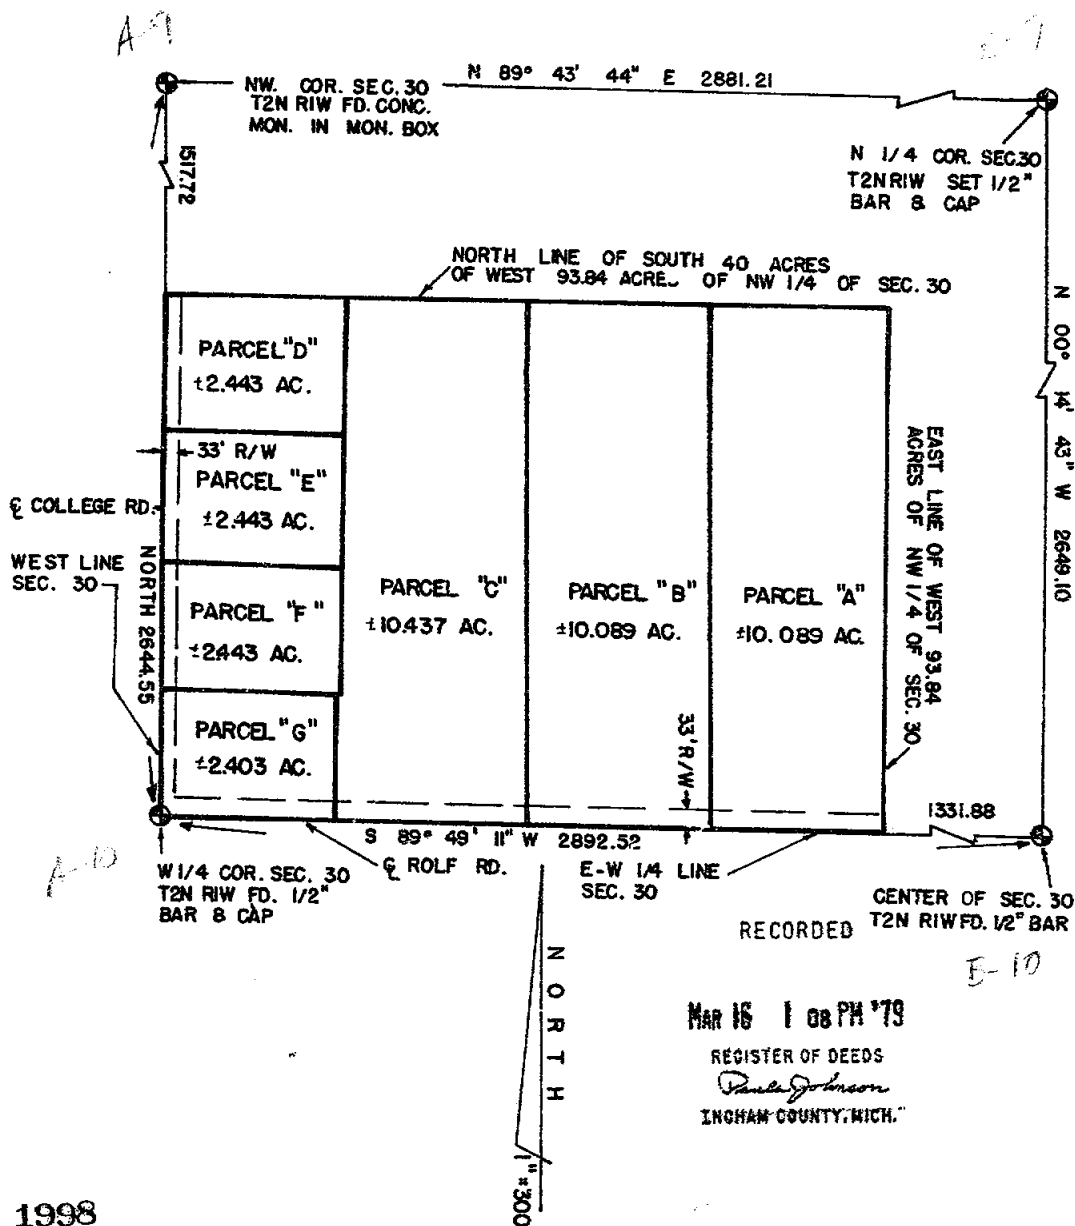 A-9
N 89° 43' 44" E 2881.21
NW. COR. SEC. 30
T2N R1W FD. CONC.
MON. IN MON. BOX
N 1/4 COR. SEC.30
T2N R1W SET 1/2"
BAR & CAP
1517.72
NORTH LINE OF SOUTH 40 ACRES
OF WEST 93.84 ACRE OF NW 1/4 OF SEC. 30
N 00° 14' 43" W 2649.10
PARCEL "D"
±2.443 AC.
33' R/W
PARCEL "E"
±2.443 AC.
℄ COLLEGE RD.
WEST LINE
SEC. 30
NORTH 2644.55
PARCEL "F"
±2.443 AC.
PARCEL "G"
±2.403 AC.
PARCEL "C"
±10.437 AC.
PARCEL "B"
±10.089 AC.
PARCEL "A"
±10.089 AC.
EAST LINE OF WEST 93.84
ACRES OF NW 1/4 OF SEC. 30
33' R/W
1331.88
S 89° 49' 11" W 2892.52
℄ ROLF RD.
E-W 1/4 LINE
SEC. 30
W 1/4 COR. SEC. 30
T2N R1W FD. 1/2"
BAR & CAP
A-10
CENTER OF SEC. 30
T2N R1W FD. 1/2" BAR
B-10
RECORDED
MAR 16 1 08 PM '79
REGISTER OF DEEDS
Paula Johnson
INGHAM COUNTY, MICH.
NORTH
1"=300
1998